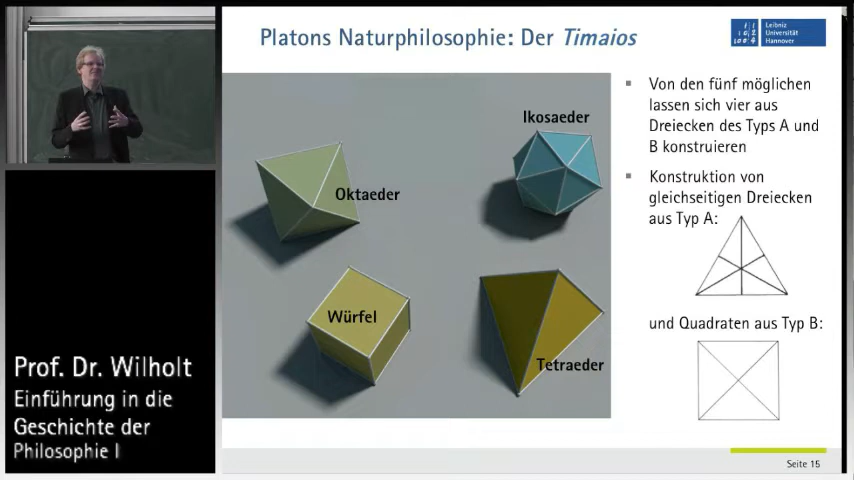 Platons Naturphilosophie: Der Timaios
Leibniz
Universität
Hannover
Von den fünf möglichen
lassen sich vier aus
Dreiecken des Typs A und
B konstruieren
Konstruktion von
gleichseitigen Dreiecken
aus Typ A:
und Quadraten aus Typ B:
Ikosaeder
Oktaeder
Würfel
Tetraeder
Prof. Dr. Wilholt
Einführung in die
Geschichte der
Philosophie I
Seite 15